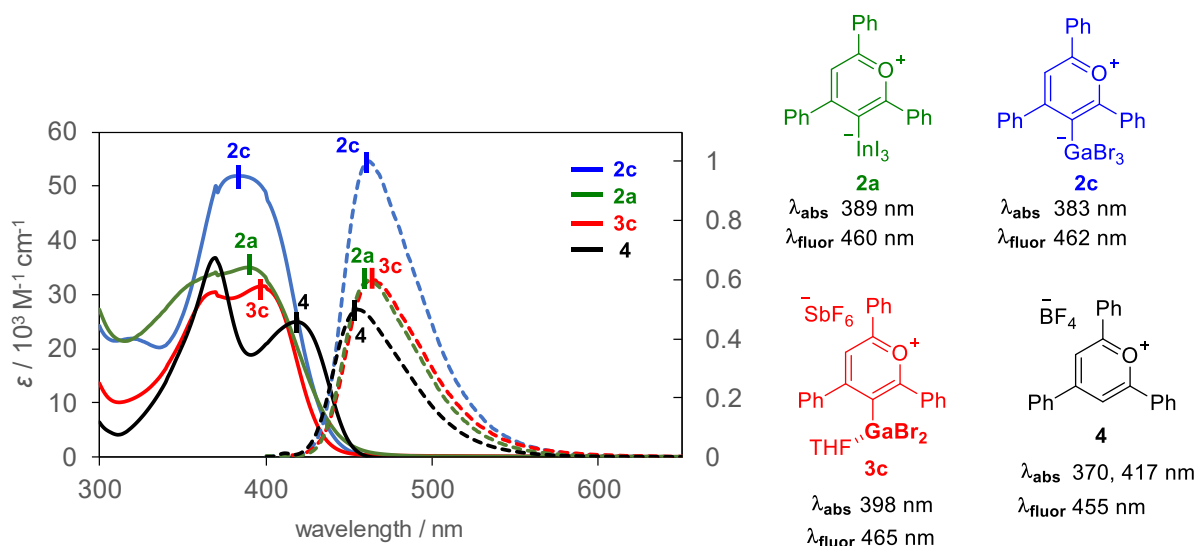 60
50
40
30
20
10
0
ε / 10³ M⁻¹ cm⁻¹
300
400
500
600
wavelength / nm
1
0.8
0.6
0.4
0.2
0
2c
2a
3c
4
2c
2a
3c
4
2c
2a
3c
4
Ph
O
+
Ph
Ph
−
InI₃
2a
λabs 389 nm
λfluor 460 nm
Ph
O
+
Ph
Ph
−
GaBr₃
2c
λabs 383 nm
λfluor 462 nm
−
SbF₆
Ph
O
+
Ph
Ph
GaBr₂
THF
3c
λabs 398 nm
λfluor 465 nm
−
BF₄
Ph
O
+
Ph
Ph
4
λabs 370, 417 nm
λfluor 455 nm